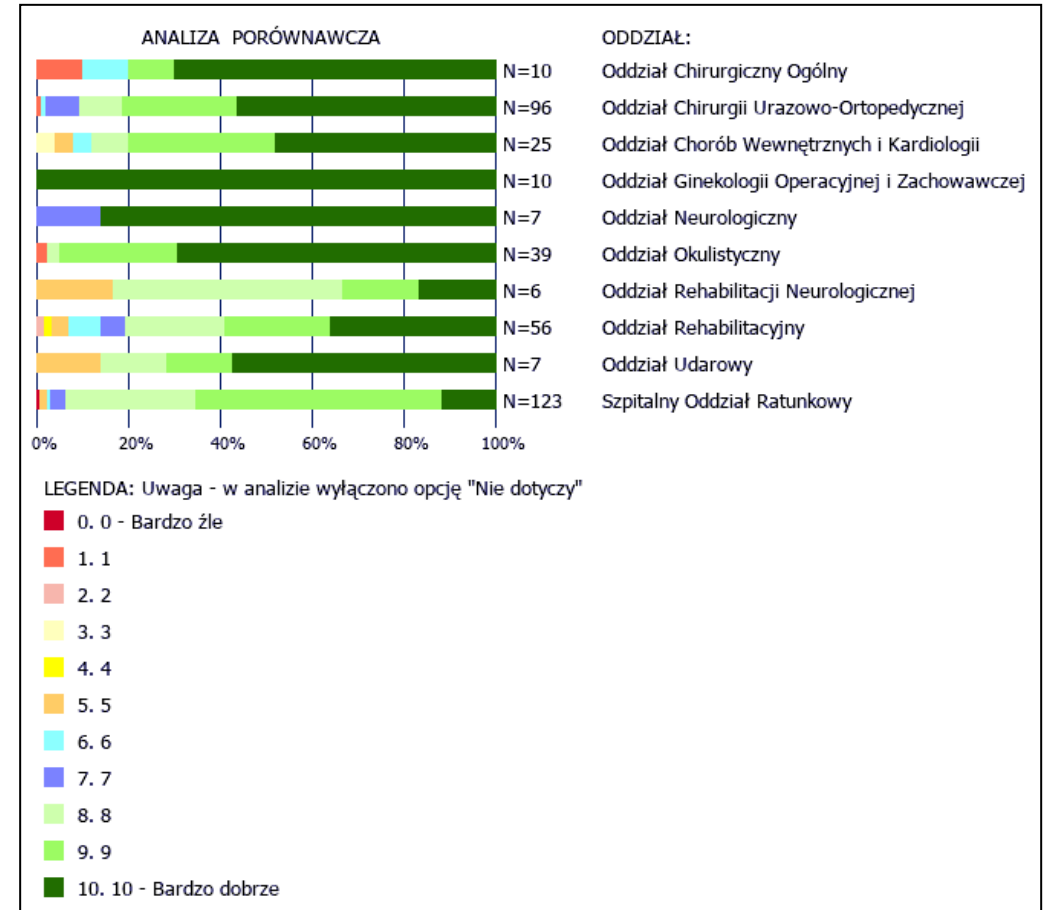 ANALIZA PORÓWNAWCZA
ODDZIAŁ:
N=10 Oddział Chirurgiczny Ogólny
N=96 Oddział Chirurgii Urazowo-Ortopedycznej
N=25 Oddział Chorób Wewnętrznych i Kardiologii
N=10 Oddział Ginekologii Operacyjnej i Zachowawczej
N=7 Oddział Neurologiczny
N=39 Oddział Okulistyczny
N=6 Oddział Rehabilitacji Neurologicznej
N=56 Oddział Rehabilitacyjny
N=7 Oddział Udarowy
N=123 Szpitalny Oddział Ratunkowy
0% 20% 40% 60% 80% 100%
LEGENDA: Uwaga - w analizie wyłączono opcję "Nie dotyczy"
0. 0 - Bardzo źle
1. 1
2. 2
3. 3
4. 4
5. 5
6. 6
7. 7
8. 8
9. 9
10. 10 - Bardzo dobrze